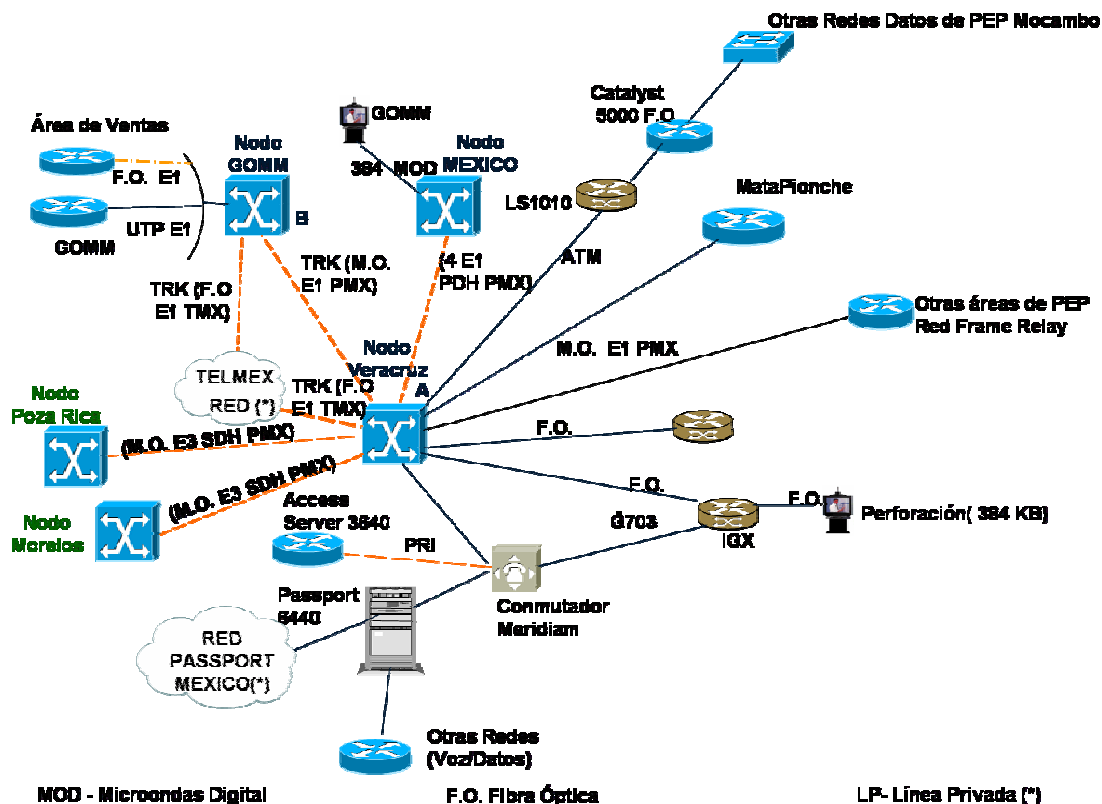 Otras Redes Datos de PEP Mocambo
Catalyst
5000 F.O.
GOMM
Área de Ventas
Nodo
GOMM
Nodo
MEXICO
384 MOD
F.O. E1
LS1010
MataPionche
B
UTP E1
GOMM
ATM
TRK (M.O.
E1 PMX)
(4 E1
PDH PMX)
TRK (F.O
E1 TMX)
Otras áreas de PEP
Red Frame Relay
M.O. E1 PMX
Nodo
Veracruz
A
TELMEX
RED (*)
TRK (F.O
E1 TMX)
Nodo
Poza Rica
(M.O. E3 SDH PMX)
F.O.
(M.O. E3 SDH PMX)
F.O.
F.O.
Perforación( 384 KB)
Access
Server 3640
G703
IGX
Nodo
Morelos
PRI
Passport
6440
Conmutador
Meridiam
RED
PASSPORT
MEXICO(*)
Otras Redes
(Voz/Datos)
MOD - Microondas Digital
F.O. Fibra Óptica
LP- Línea Privada (*)